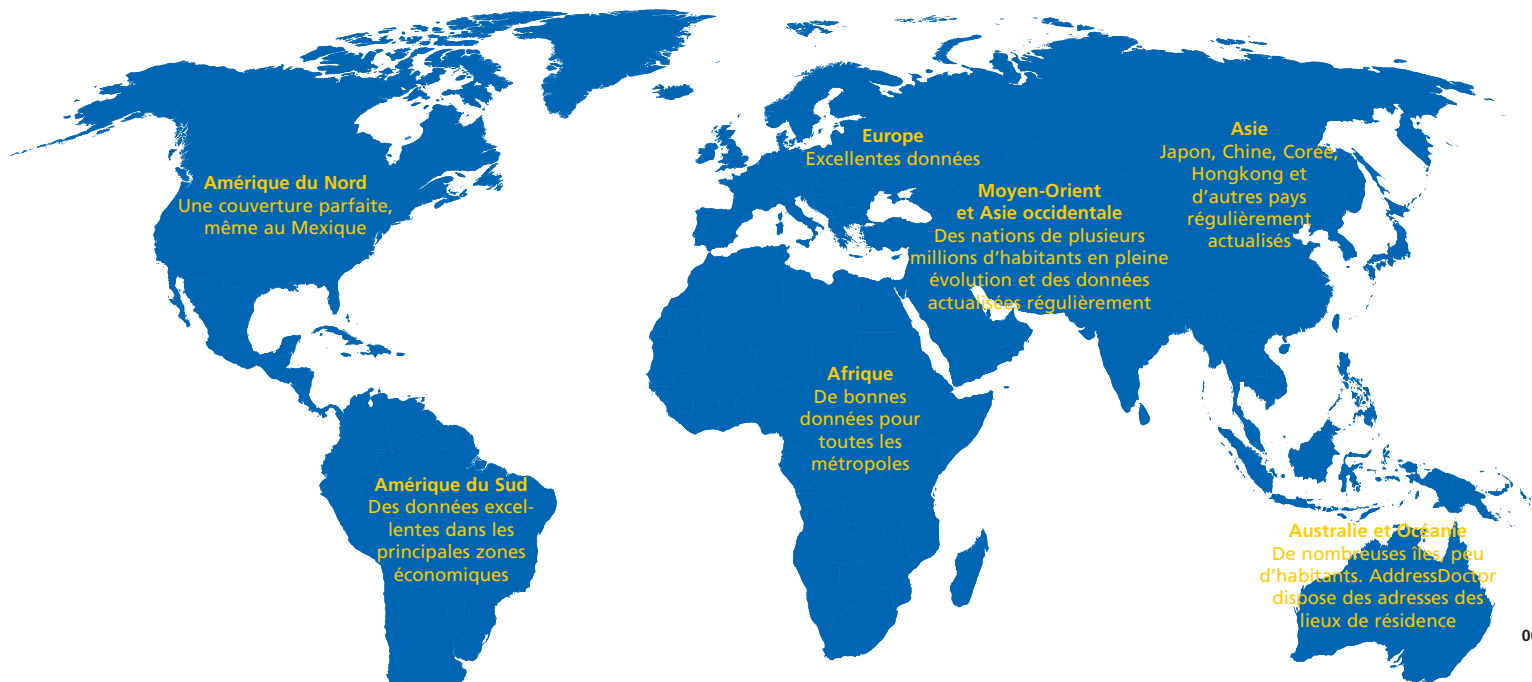 Amérique du Nord
Une couverture parfaite,
même au Mexique
Europe
Excellentes données
Asie
Japon, Chine, Corée,
Hongkong et
d'autres pays
régulièrement
actualisés
Moyen-Orient
et Asie occidentale
Des nations de plusieurs
millions d'habitants en pleine
évolution et des données
actualisées régulièrement
Afrique
De bonnes
données pour
toutes les
métropoles
Amérique du Sud
Des données excel-
lentes dans les
principales zones
économiques
Australie et Océanie
De nombreuses îles, peu
d'habitants. AddressDoctor
dispose des adresses des
lieux de résidence